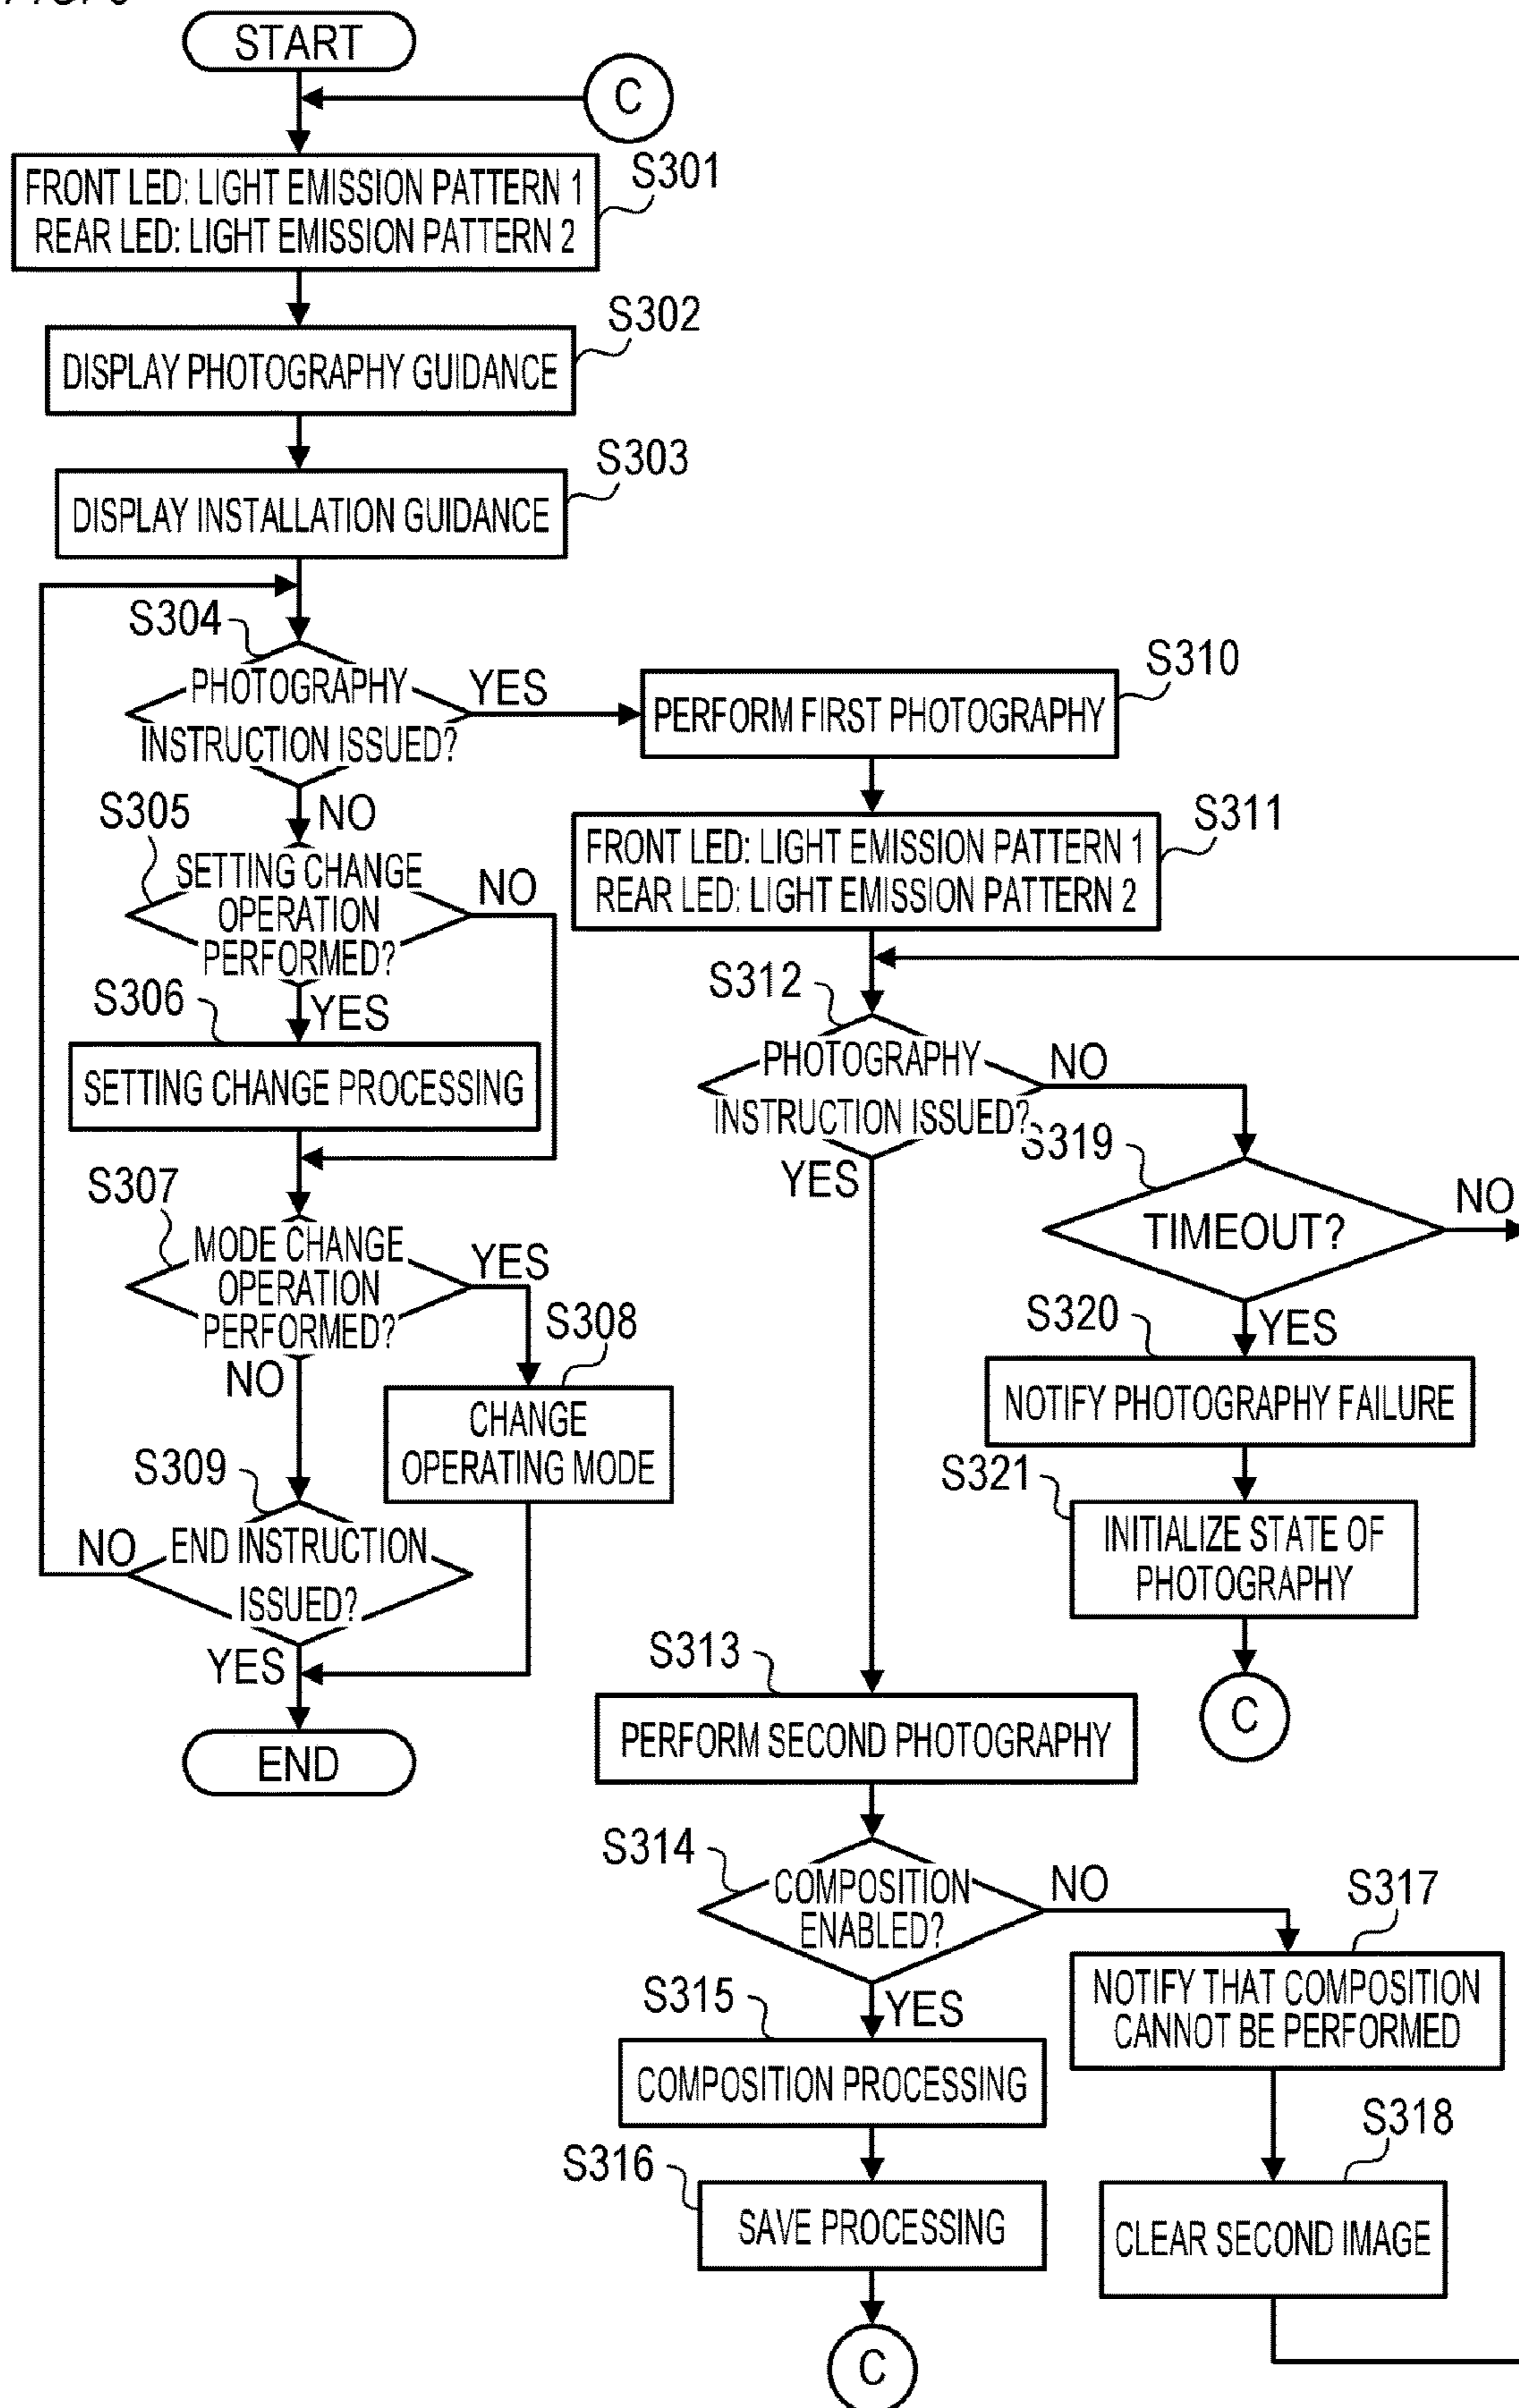 START
C
S301
FRONT LED: LIGHT EMISSION PATTERN 1
REAR LED: LIGHT EMISSION PATTERN 2
S302
DISPLAY PHOTOGRAPHY GUIDANCE
S303
DISPLAY INSTALLATION GUIDANCE
S304
PHOTOGRAPHY
INSTRUCTION ISSUED?
YES
NO
S305
SETTING CHANGE
OPERATION
PERFORMED?
NO
YES
S306
SETTING CHANGE PROCESSING
S307
MODE CHANGE
OPERATION
PERFORMED?
YES
NO
S308
CHANGE
OPERATING MODE
S309
END INSTRUCTION
ISSUED?
NO
YES
END
S310
PERFORM FIRST PHOTOGRAPHY
S311
FRONT LED: LIGHT EMISSION PATTERN 1
REAR LED: LIGHT EMISSION PATTERN 2
S312
PHOTOGRAPHY
INSTRUCTION ISSUED?
NO
YES
S319
TIMEOUT?
NO
YES
S320
NOTIFY PHOTOGRAPHY FAILURE
S321
INITIALIZE STATE OF
PHOTOGRAPHY
C
S313
PERFORM SECOND PHOTOGRAPHY
S314
COMPOSITION
ENABLED?
NO
YES
S315
COMPOSITION PROCESSING
S316
SAVE PROCESSING
C
S317
NOTIFY THAT COMPOSITION
CANNOT BE PERFORMED
S318
CLEAR SECOND IMAGE